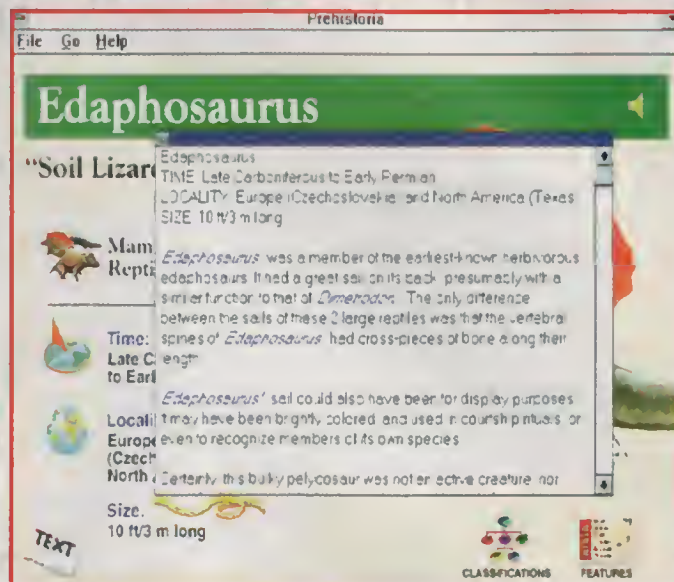 Prehistoria
File Go Help
Edaphosaurus
"Soil Lizar
Edaphosaurus
TIME: Late Carboniferous to Early Permian
LOCALITY: Europe (Czechoslovakia) and North America (Texas
SIZE: 10 ft/3 m long
Edaphosaurus was a member of the earliest-known herbivorous
edaphosaurs. It had a great sail on its back, presumably with a
similar function to that of Dimetrodon. The only difference
between the sails of these 2 large reptiles was that the vertebral
spines of Edaphosaurus had cross-pieces of bone along their
length.
Edaphosaurus' sail could also have been for display purposes.
It may have been brightly colored, and used in courtship rituals, or
even to recognize members of its own species.
Certainly, this bulky pelycosaur was not an active creature, nor
Mam
Repti
Time:
Late C
to Earl
Locali
Europe
(Czech
North
Size:
10 ft/3 m long
TEXT
CLASSIFICATIONS
FEATURES